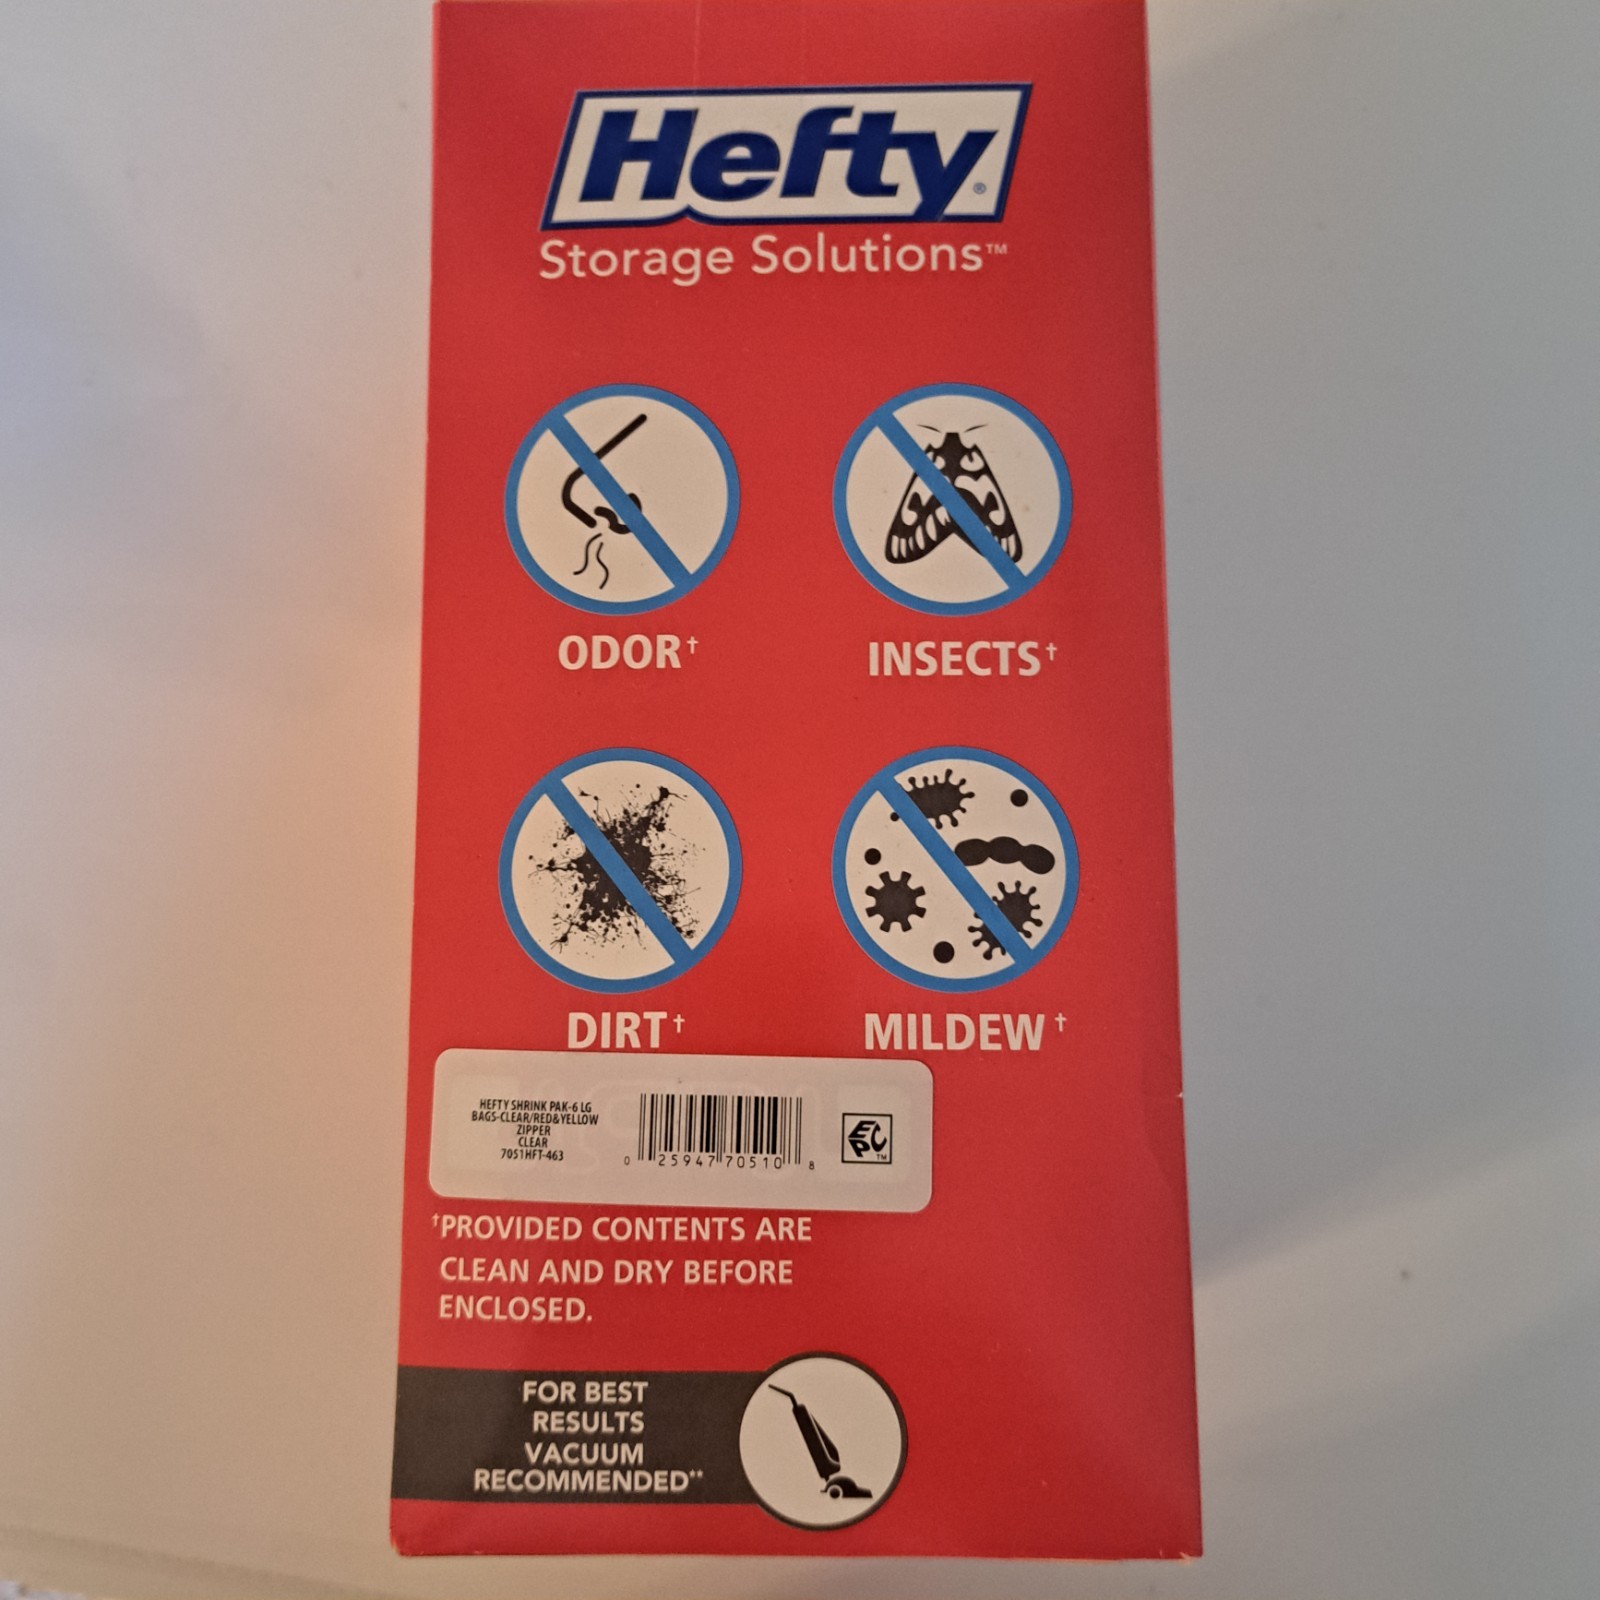 Hefty®
Storage Solutions™
ODOR†
INSECTS†
DIRT†
MILDEW†
HEFTY SHRINK PAK-6 LG
BAGS-CLEAR/RED&YELLOW
ZIPPER
CLEAR
7051HFT-463
0 25947 70510 8
EPC™
†PROVIDED CONTENTS ARE
CLEAN AND DRY BEFORE
ENCLOSED.
FOR BEST
RESULTS
VACUUM
RECOMMENDED**